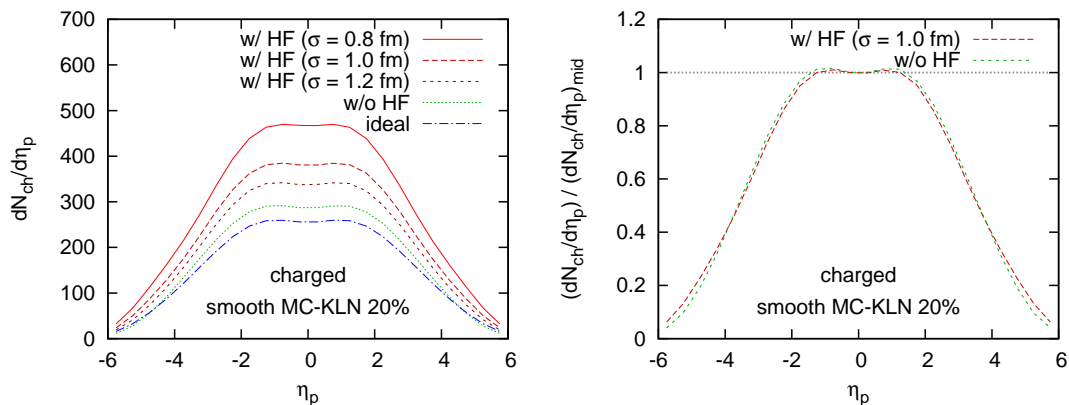 700
600
500
400
300
200
100
0
dN_ch/dη_p
w/ HF (σ = 0.8 fm)
w/ HF (σ = 1.0 fm)
w/ HF (σ = 1.2 fm)
w/o HF
ideal
charged
smooth MC-KLN 20%
-6 -4 -2 0 2 4 6
η_p
1.2
1
0.8
0.6
0.4
0.2
0
(dN_ch/dη_p) / (dN_ch/dη_p)_mid
w/ HF (σ = 1.0 fm)
w/o HF
charged
smooth MC-KLN 20%
-6 -4 -2 0 2 4 6
η_p